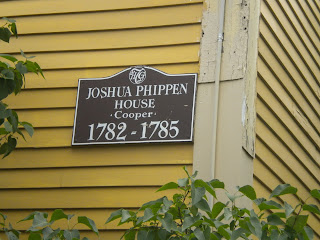 JOSHUA PHIPPEN
HOUSE
· Cooper ·
1782 - 1785